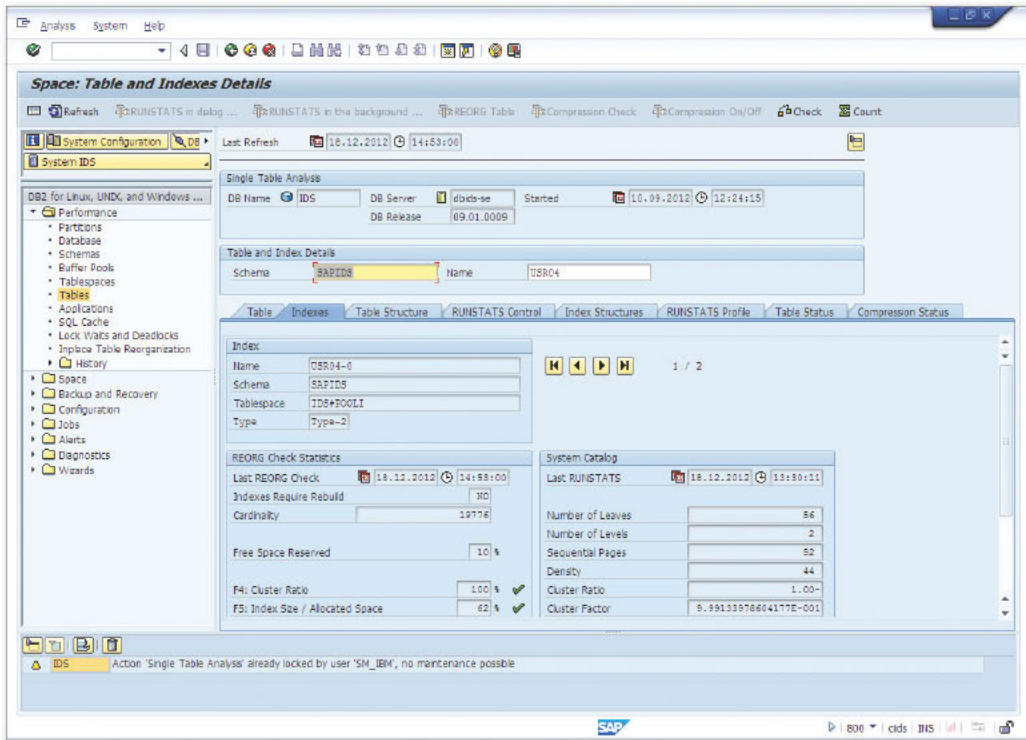 Analysis System Help
Space: Table and Indexes Details
Refresh RUNSTATS in dialog ... RUNSTATS in the background ... REORG Table Compression Check Compression On/Off Check Count
System Configuration DB
System IDS
Last Refresh 18.12.2012 14:53:00
DB2 for Linux, UNIX, and Windows ...
Performance
Partitions
Database
Schemas
Buffer Pools
Tablespaces
Tables
Applications
SQL Cache
Lock Waits and Deadlocks
Inplace Table Reorganization
History
Space
Backup and Recovery
Configuration
Jobs
Alerts
Diagnostics
Wizards
Single Table Analysis
DB Name IDS DB Server dbids-se Started 10.09.2012 12:24:15
DB Release 09.01.0009
Table and Index Details
Schema SAPIDS Name USR04
Table Indexes Table Structure RUNSTATS Control Index Structures RUNSTATS Profile Table Status Compression Status
Index
Name USR04~0
1 / 2
Schema SAPIDS
Tablespace IDS#POOLI
Type Type-2
REORG Check Statistics
Last REORG Check 18.12.2012 14:53:00
Indexes Require Rebuild NO
Cardinality 19776
Free Space Reserved 10 %
F4: Cluster Ratio 100 %
F5: Index Size / Allocated Space 62 %
System Catalog
Last RUNSTATS 18.12.2012 13:30:11
Number of Leaves 56
Number of Levels 2
Sequential Pages 52
Density 44
Cluster Ratio 1.00-
Cluster Factor 9.99133978604177E-001
IDS Action 'Single Table Analysis' already locked by user 'SM_IBM', no maintenance possible
SAP
800 cids INS